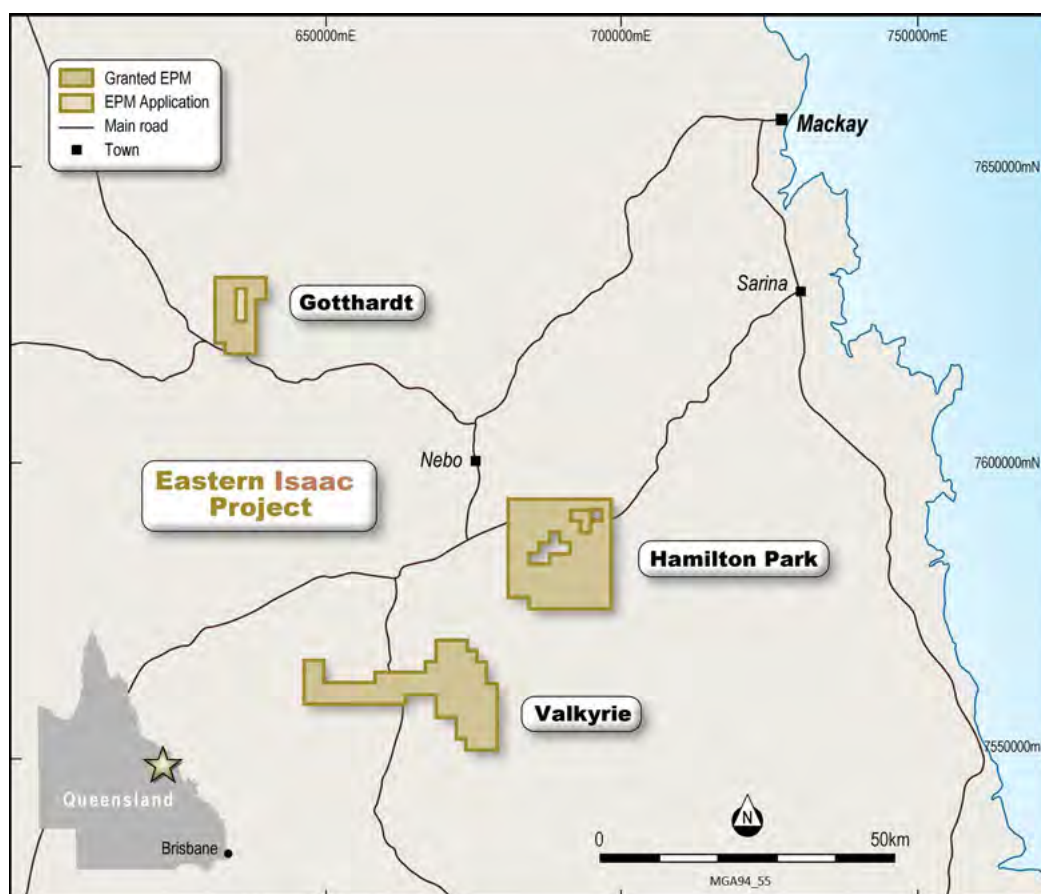 650000mE
700000mE
750000mE
Granted EPM
EPM Application
Main road
Town
Mackay
7650000mN
Sarina
Gotthardt
Nebo
7600000mN
Eastern Isaac
Project
Hamilton Park
Valkyrie
7550000mN
Queensland
Brisbane
N
0
50km
MGA94_55